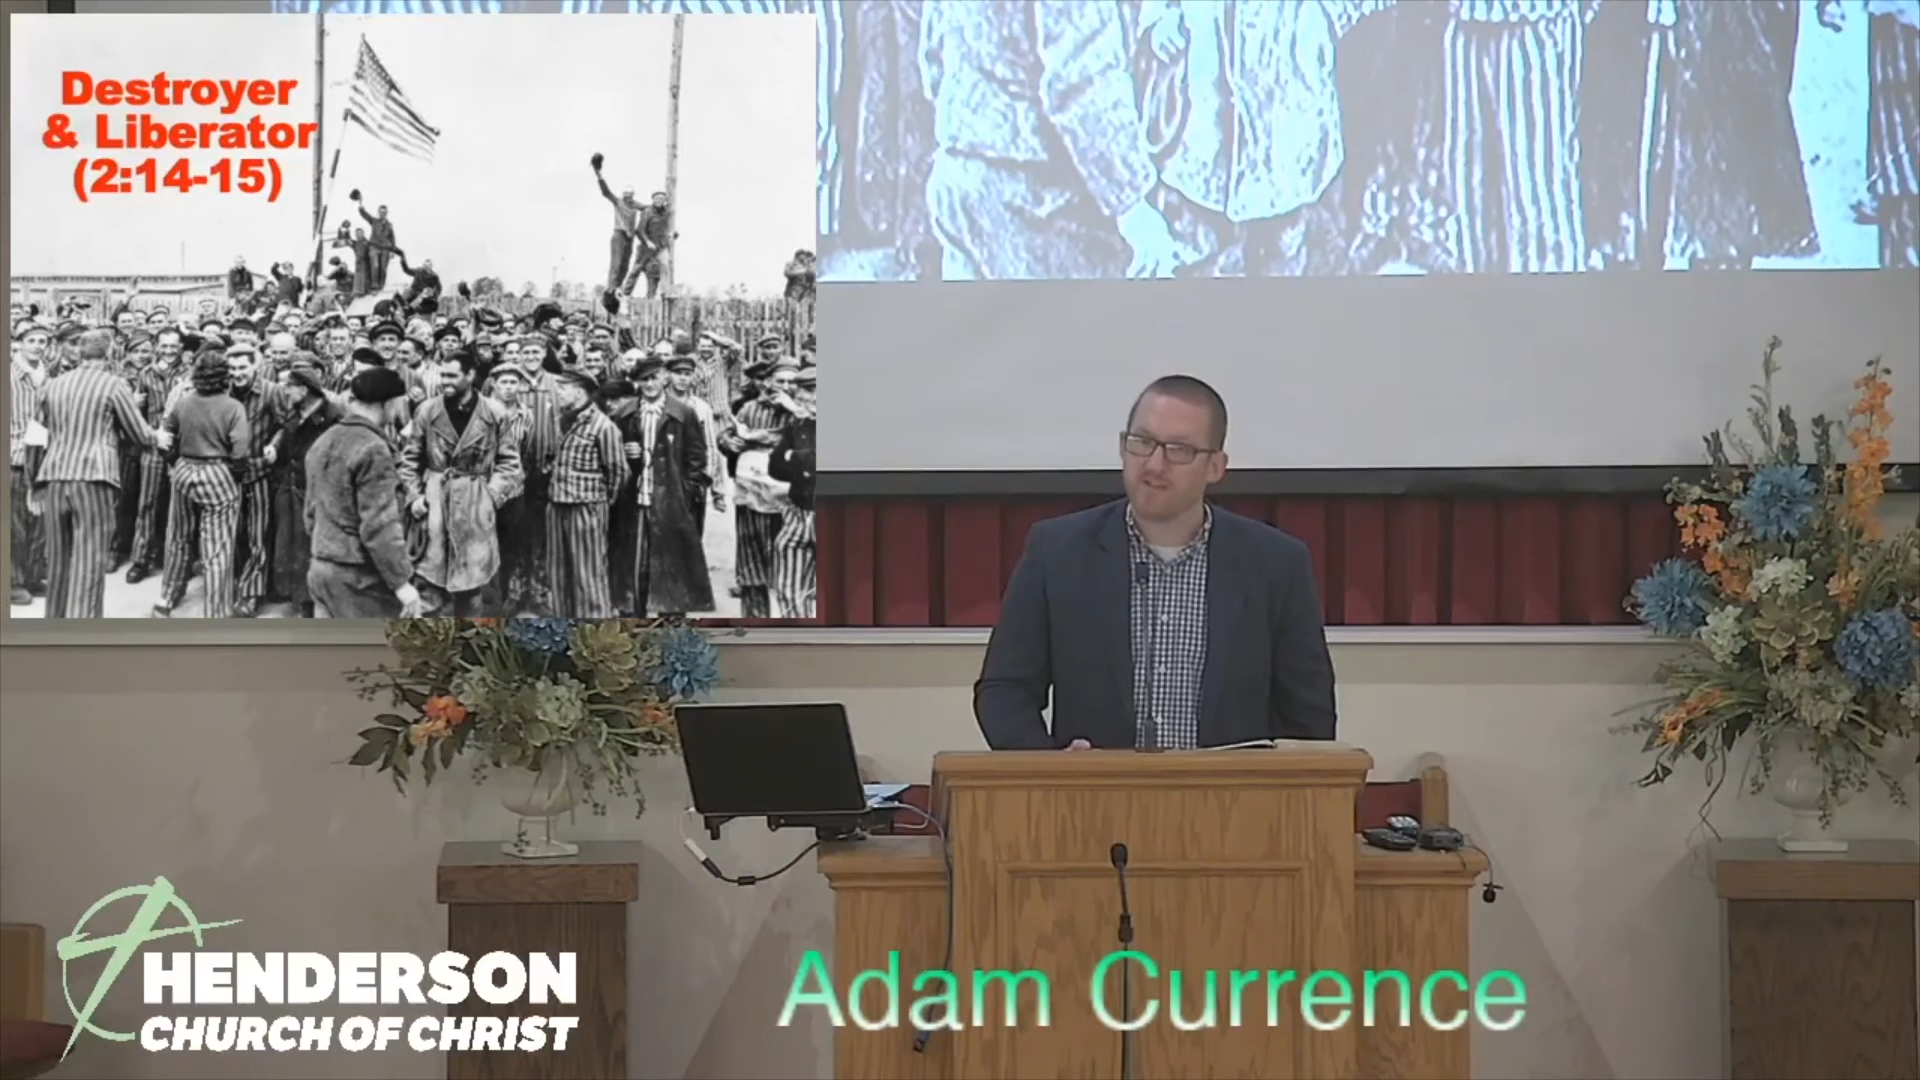 Destroyer
& Liberator
(2:14-15)
HENDERSON
CHURCH OF CHRIST
Adam Currence